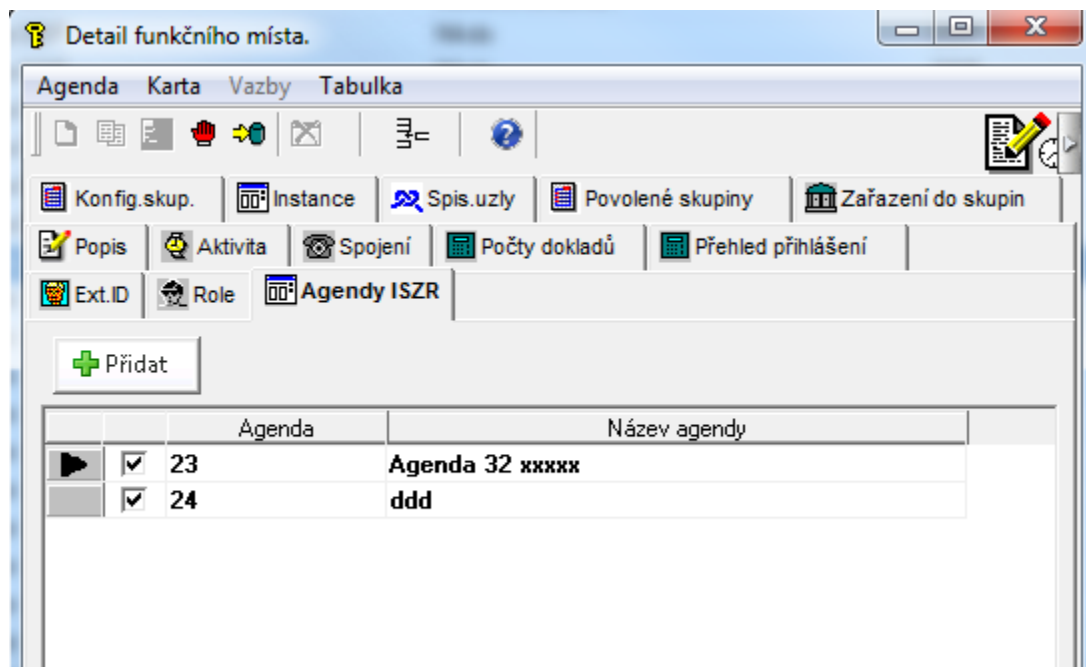 Detail funkčního místa.
Agenda Karta Vazby Tabulka
Konfig.skup. Instance Spis.uzly Povolené skupiny Zařazení do skupin
Popis Aktivita Spojení Počty dokladů Přehled přihlášení
Ext.ID Role Agendy ISZR
Přidat
Agenda Název agendy
23 Agenda 32 xxxxx
24 ddd